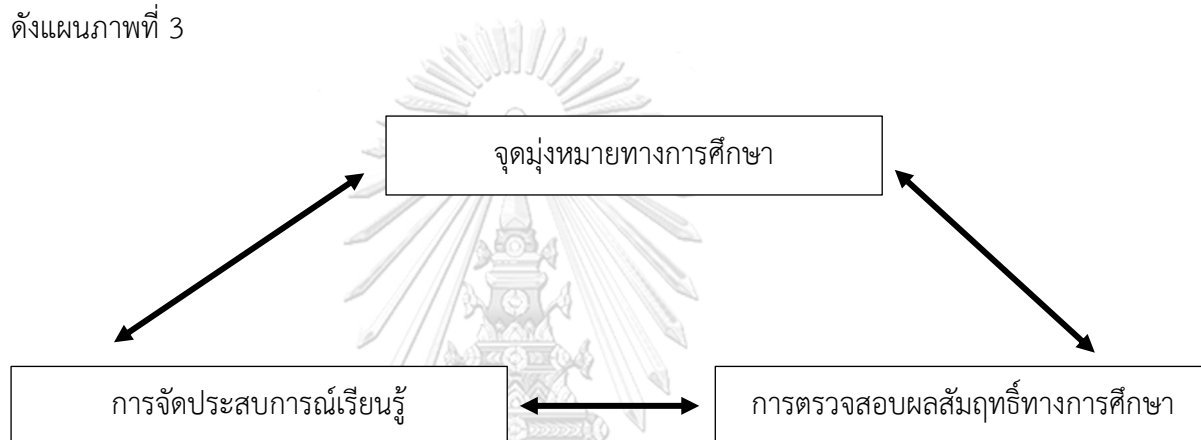 ดังแผนภาพที่ 3
จุดมุ่งหมายทางการศึกษา
การจัดประสบการณ์เรียนรู้
การตรวจสอบผลสัมฤทธิ์ทางการศึกษา